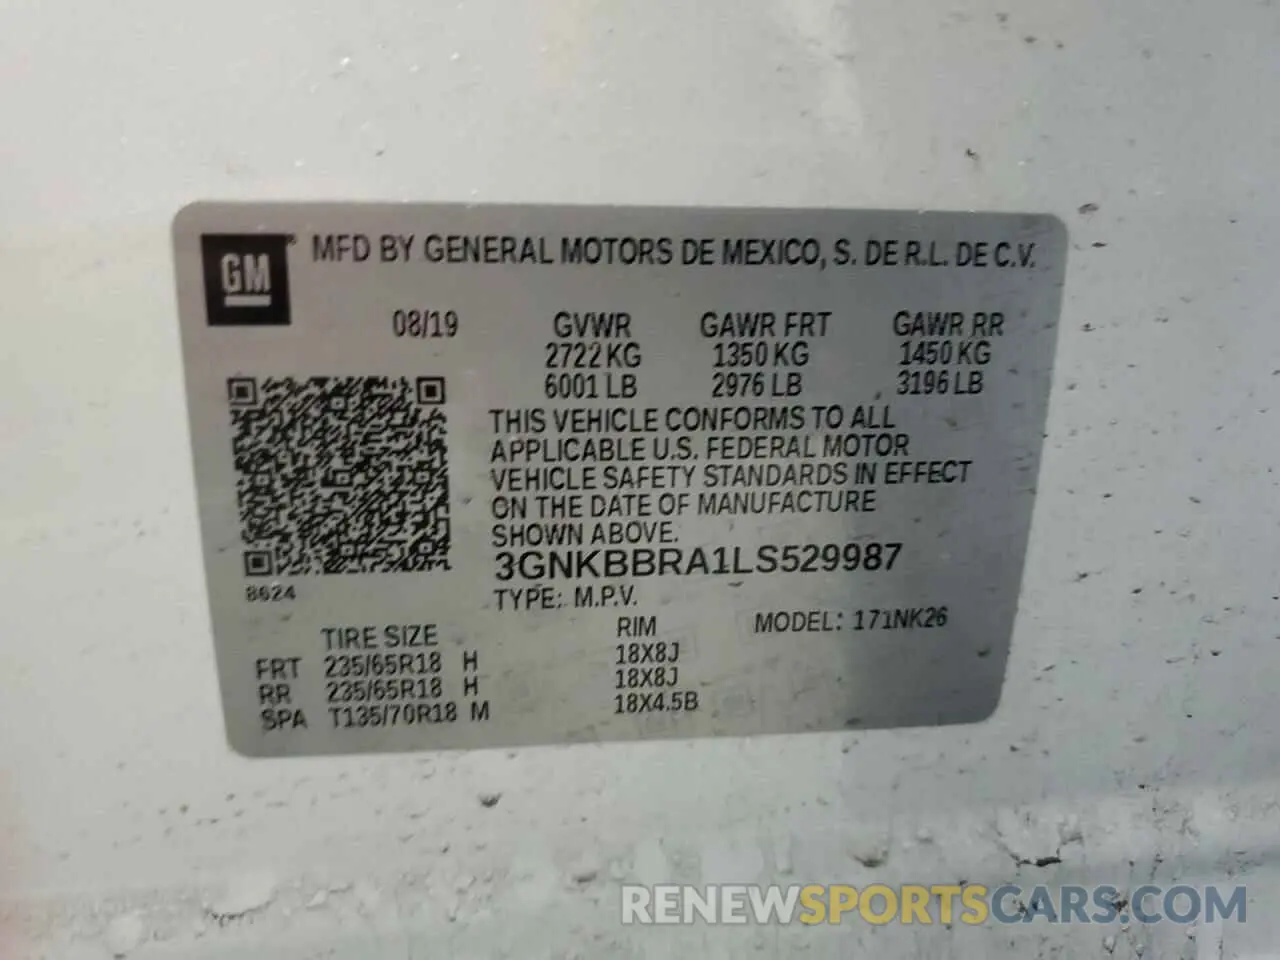 GM® MFD BY GENERAL MOTORS DE MEXICO, S. DE R.L. DE C.V.
08/19 GVWR GAWR FRT GAWR RR
2722 KG 1350 KG 1450 KG
6001 LB 2976 LB 3196 LB
THIS VEHICLE CONFORMS TO ALL
APPLICABLE U.S. FEDERAL MOTOR
VEHICLE SAFETY STANDARDS IN EFFECT
ON THE DATE OF MANUFACTURE
SHOWN ABOVE.
3GNKBBRA1LS529987
8624
TYPE: M.P.V.
TIRE SIZE RIM MODEL: 171NK26
FRT 235/65R18 H 18X8J
RR 235/65R18 H 18X8J
SPA T135/70R18 M 18X4.5B
RENEWSPORTSCARS.COM